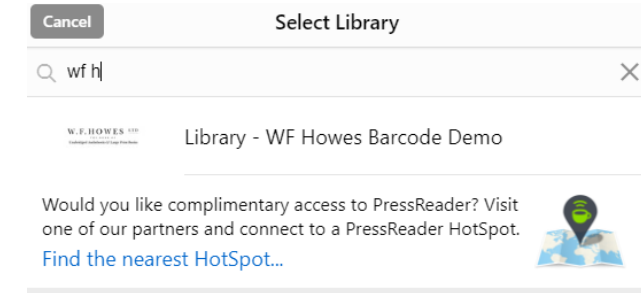 Cancel
Select Library
wf h
W.F.HOWES LTD
Library - WF Howes Barcode Demo
Would you like complimentary access to PressReader? Visit
one of our partners and connect to a PressReader HotSpot.
Find the nearest HotSpot...